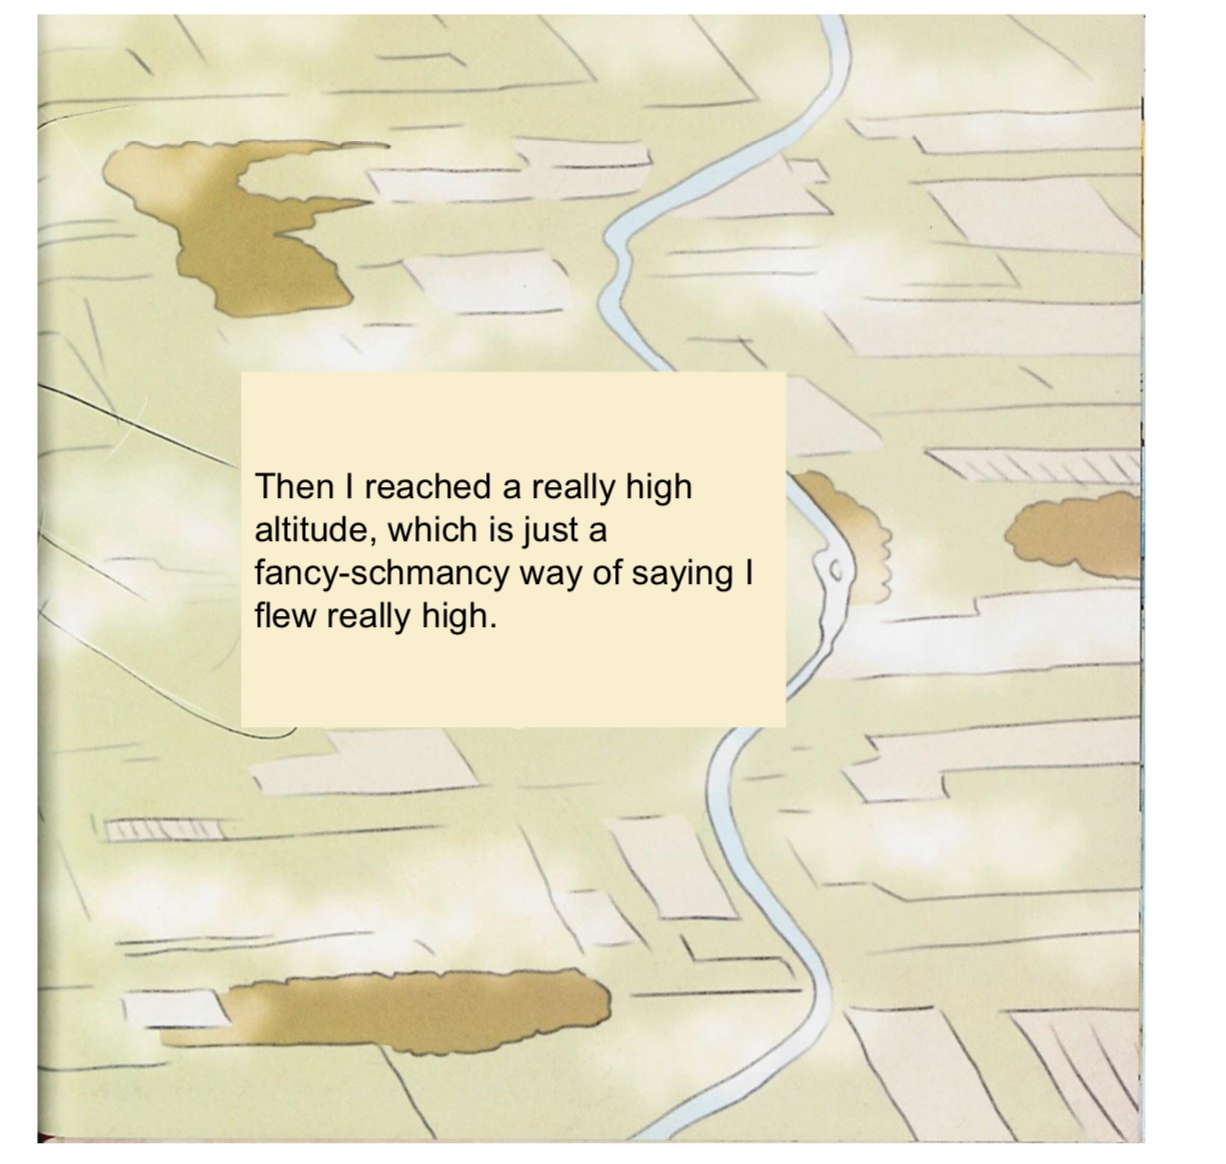 Then I reached a really high
altitude, which is just a
fancy-schmancy way of saying I
flew really high.